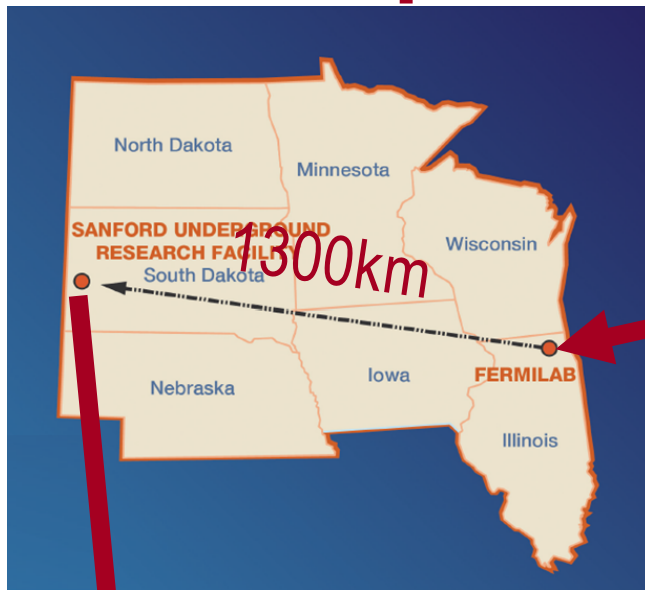 North Dakota
Minnesota
SANFORD UNDERGROUND
RESEARCH FACILITY
South Dakota
1300km
Wisconsin
Nebraska
Iowa
FERMILAB
Illinois